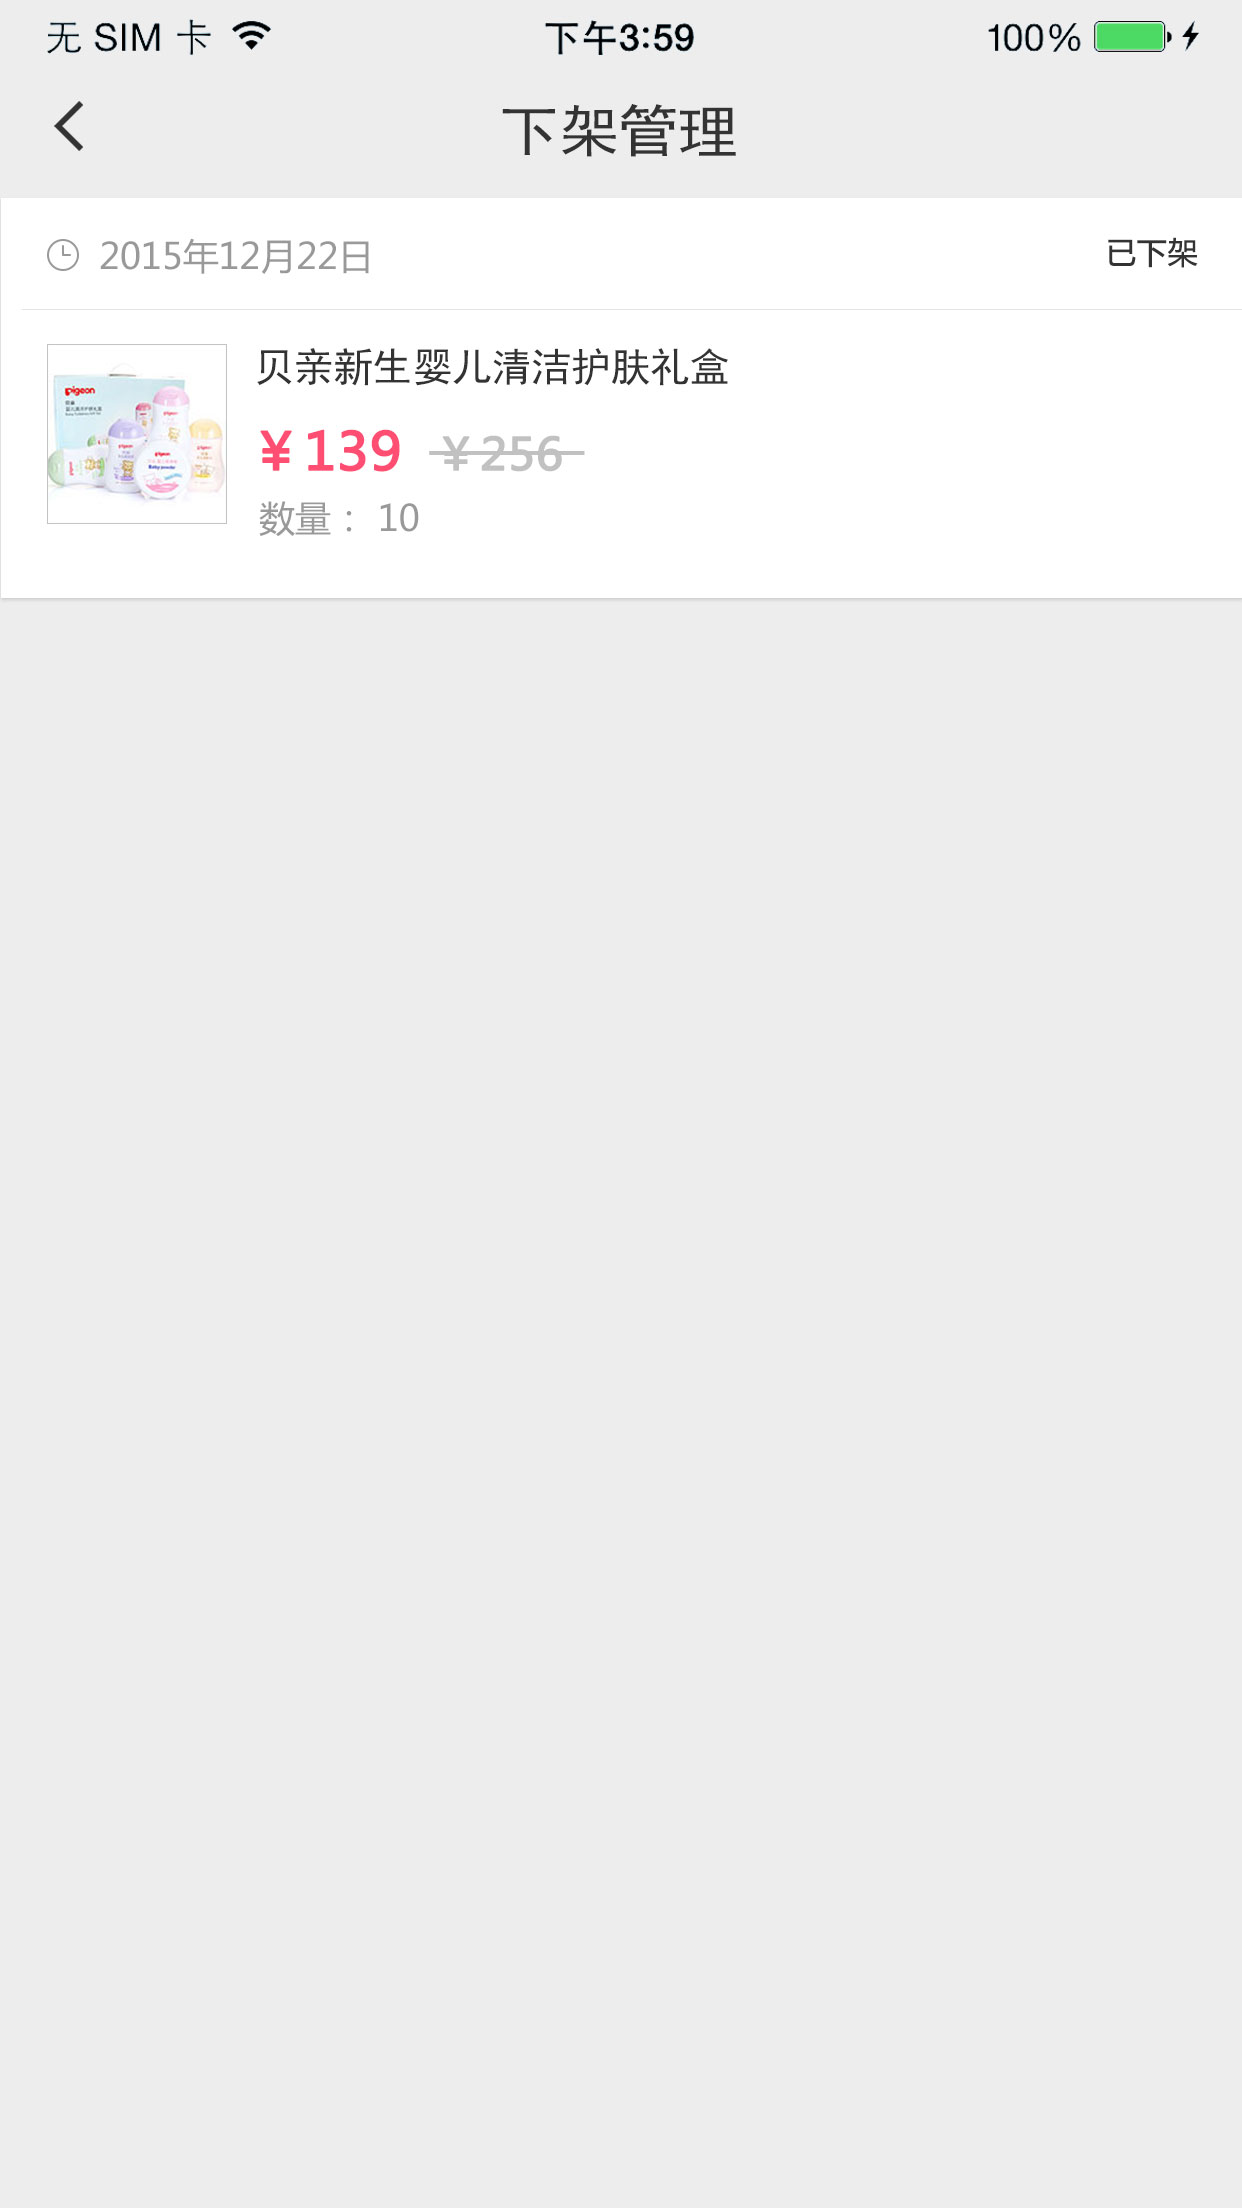 无 SIM 卡 下午3:59 100%
下架管理
2015年12月22日 已下架
贝亲新生婴儿清洁护肤礼盒
¥139 ¥256
数量： 10
pigeon
Baby powder